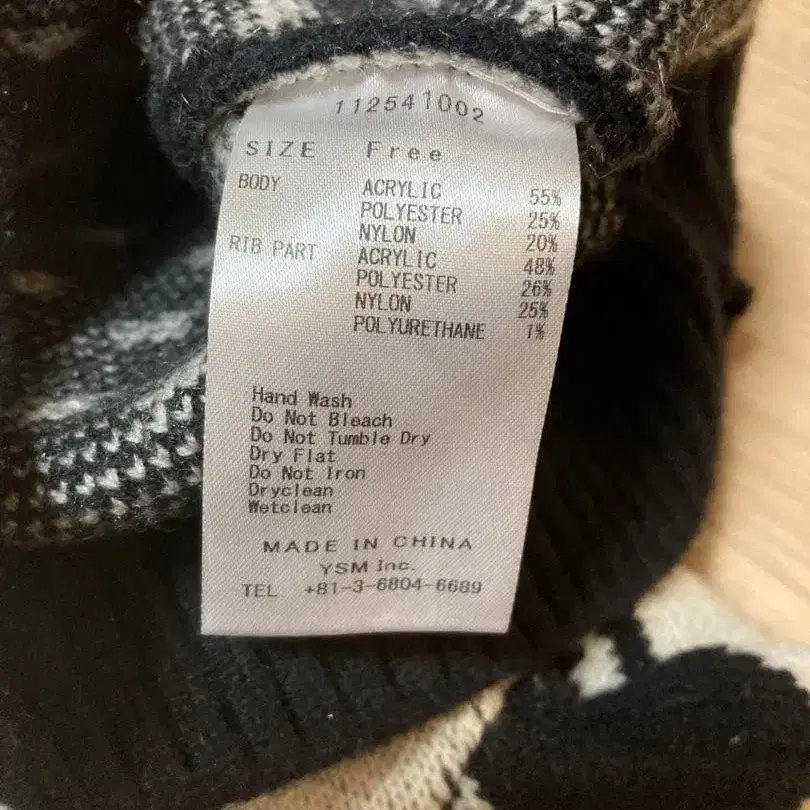 112541002
SIZE Free
BODY ACRYLIC 55%
POLYESTER 25%
NYLON 20%
RIB PART ACRYLIC 48%
POLYESTER 26%
NYLON 25%
POLYURETHANE 1%
Hand Wash
Do Not Bleach
Do Not Tumble Dry
Dry Flat
Do Not Iron
Dryclean
Wetclean
MADE IN CHINA
YSM Inc.
TEL +81-3-6804-6689